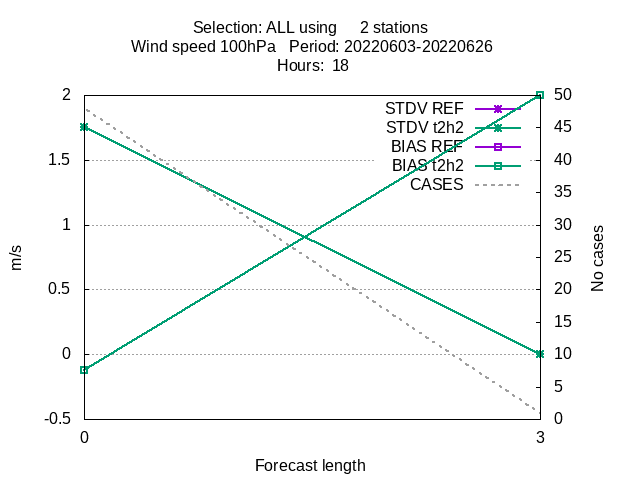 Selection: ALL using 2 stations
Wind speed 100hPa Period: 20220603-20220626
Hours: 18
2
1.5
1
0.5
0
-0.5
m/s
STDV REF
STDV t2h2
BIAS REF
BIAS t2h2
CASES
50
45
40
35
30
25
20
15
10
5
0
No cases
0
3
Forecast length